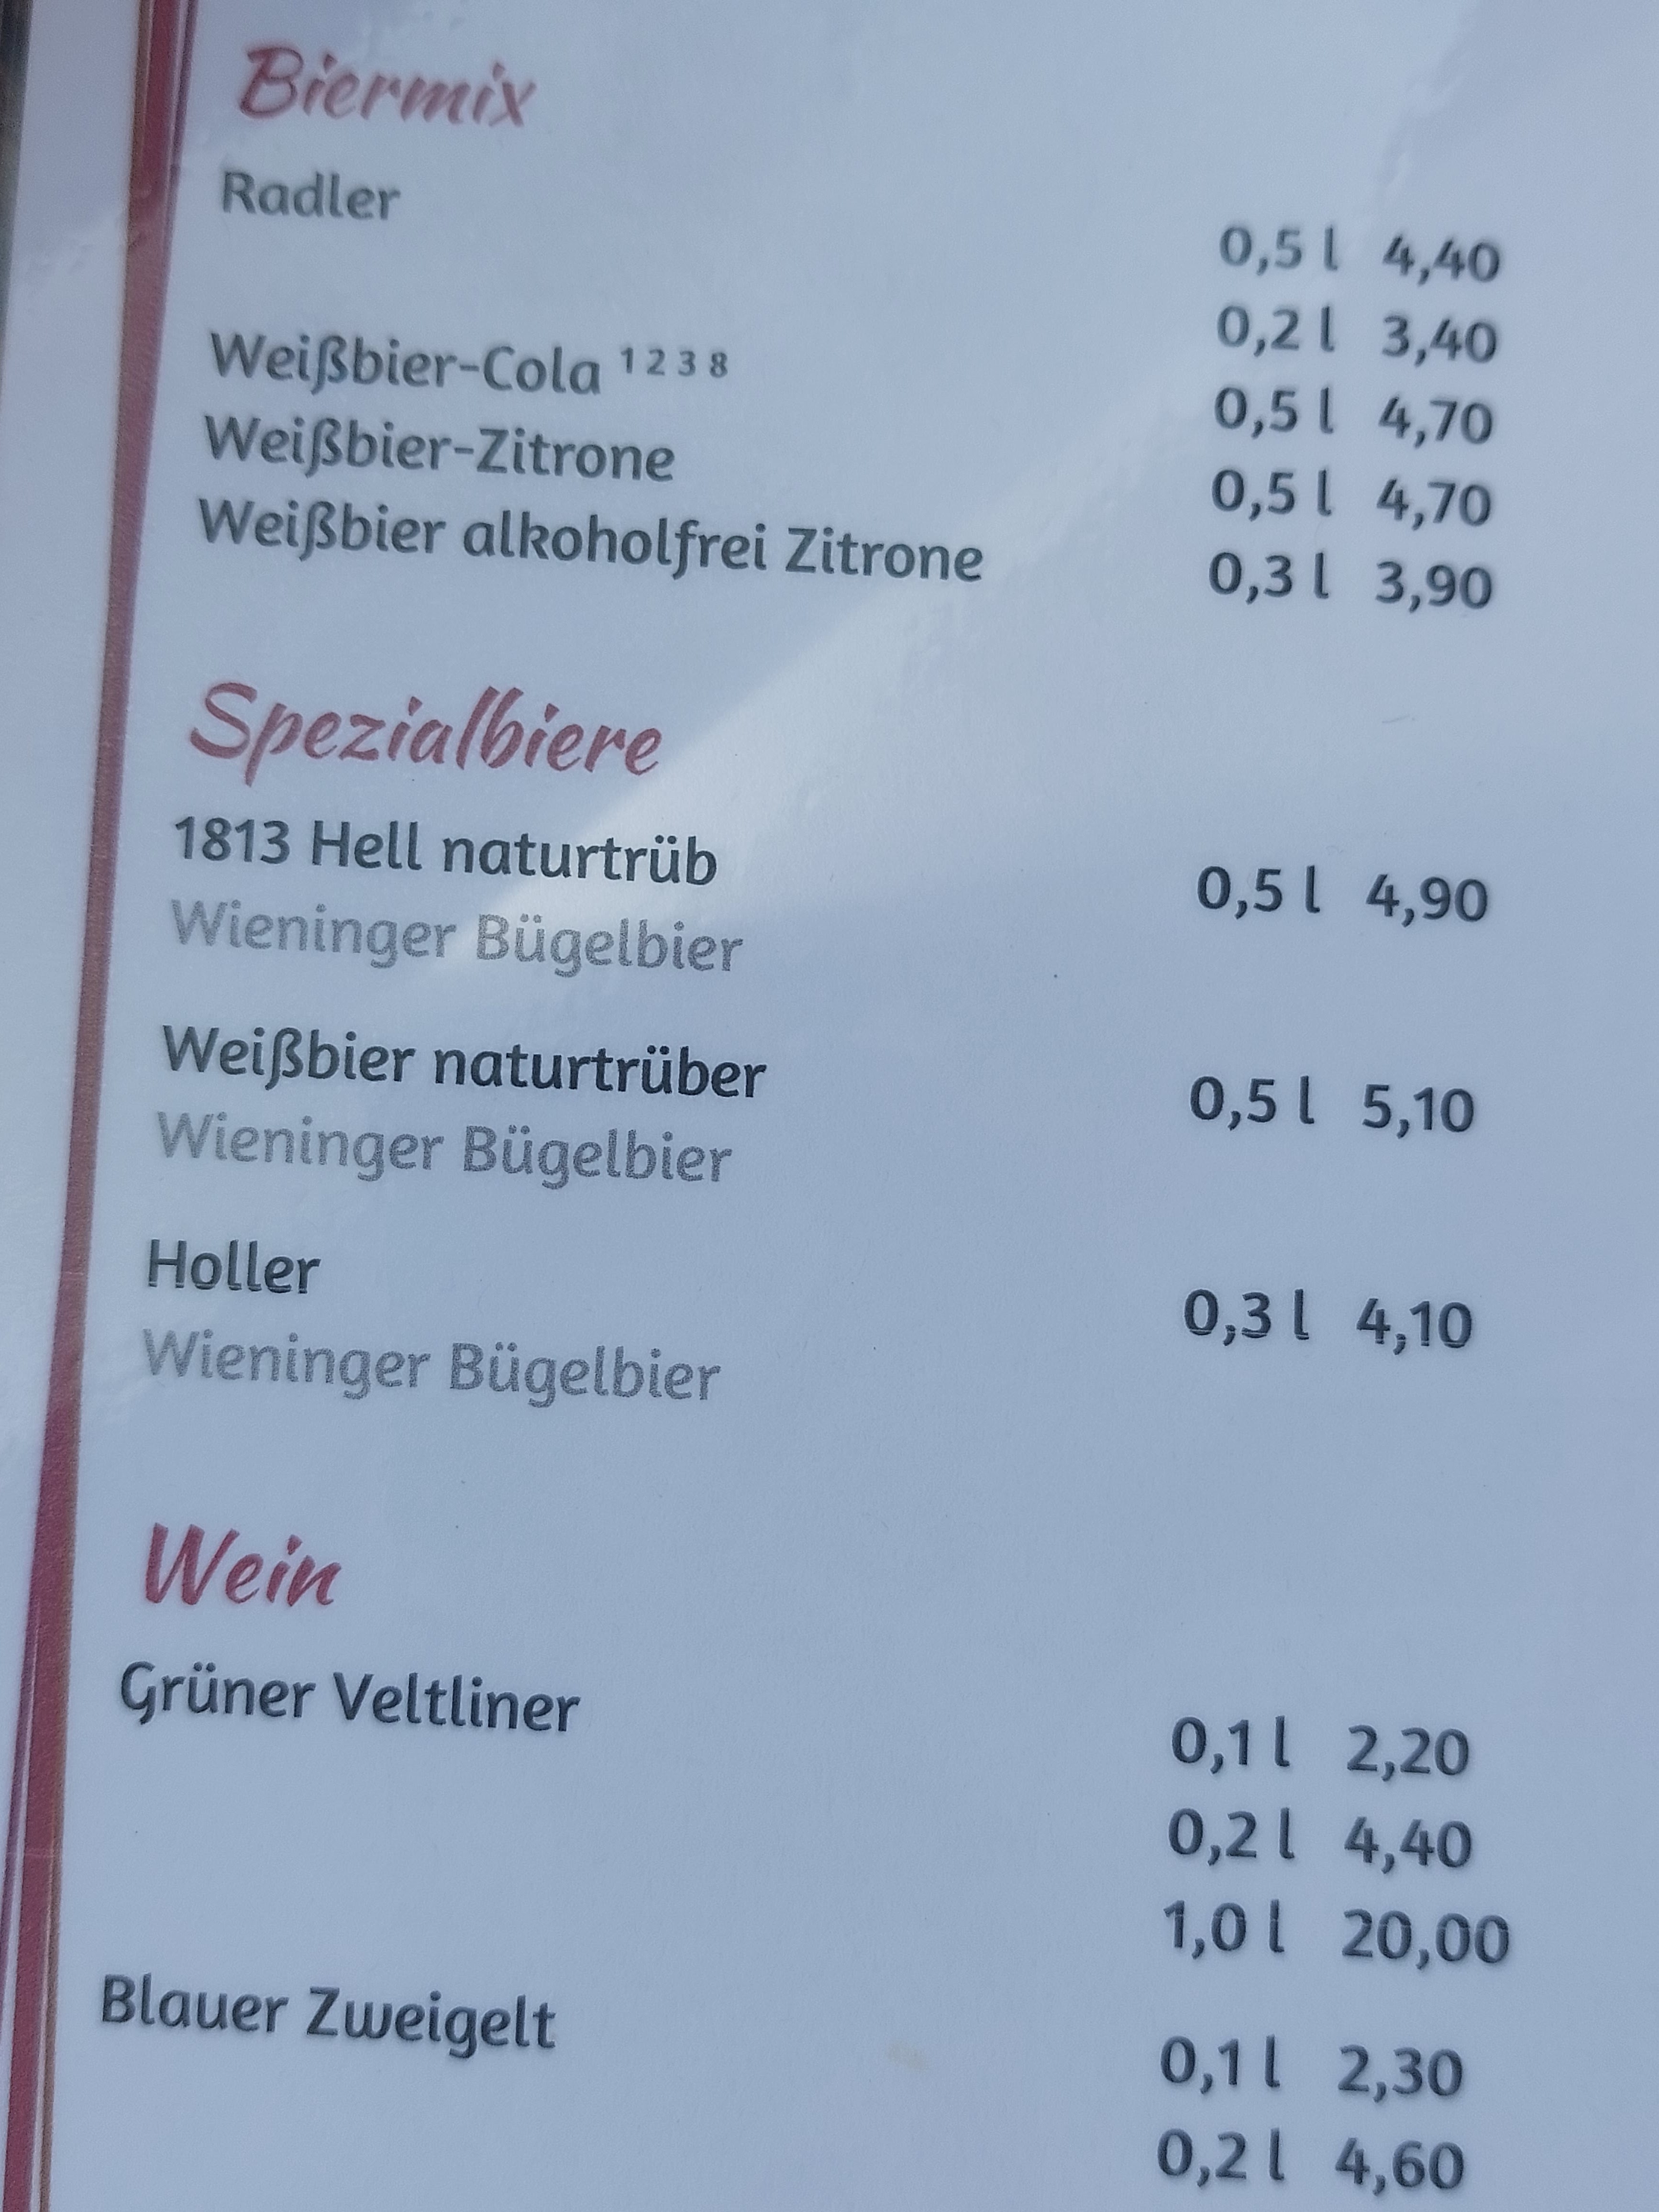 Biermix
Radler 0,5 l 4,40
0,2 l 3,40
Weißbier-Cola 1 2 3 8 0,5 l 4,70
Weißbier-Zitrone 0,5 l 4,70
Weißbier alkoholfrei Zitrone 0,3 l 3,90
Spezialbiere
1813 Hell naturtrüb 0,5 l 4,90
Wieninger Bügelbier
Weißbier naturtrüber 0,5 l 5,10
Wieninger Bügelbier
Holler 0,3 l 4,10
Wieninger Bügelbier
Wein
Grüner Veltliner 0,1 l 2,20
0,2 l 4,40
1,0 l 20,00
Blauer Zweigelt 0,1 l 2,30
0,2 l 4,60